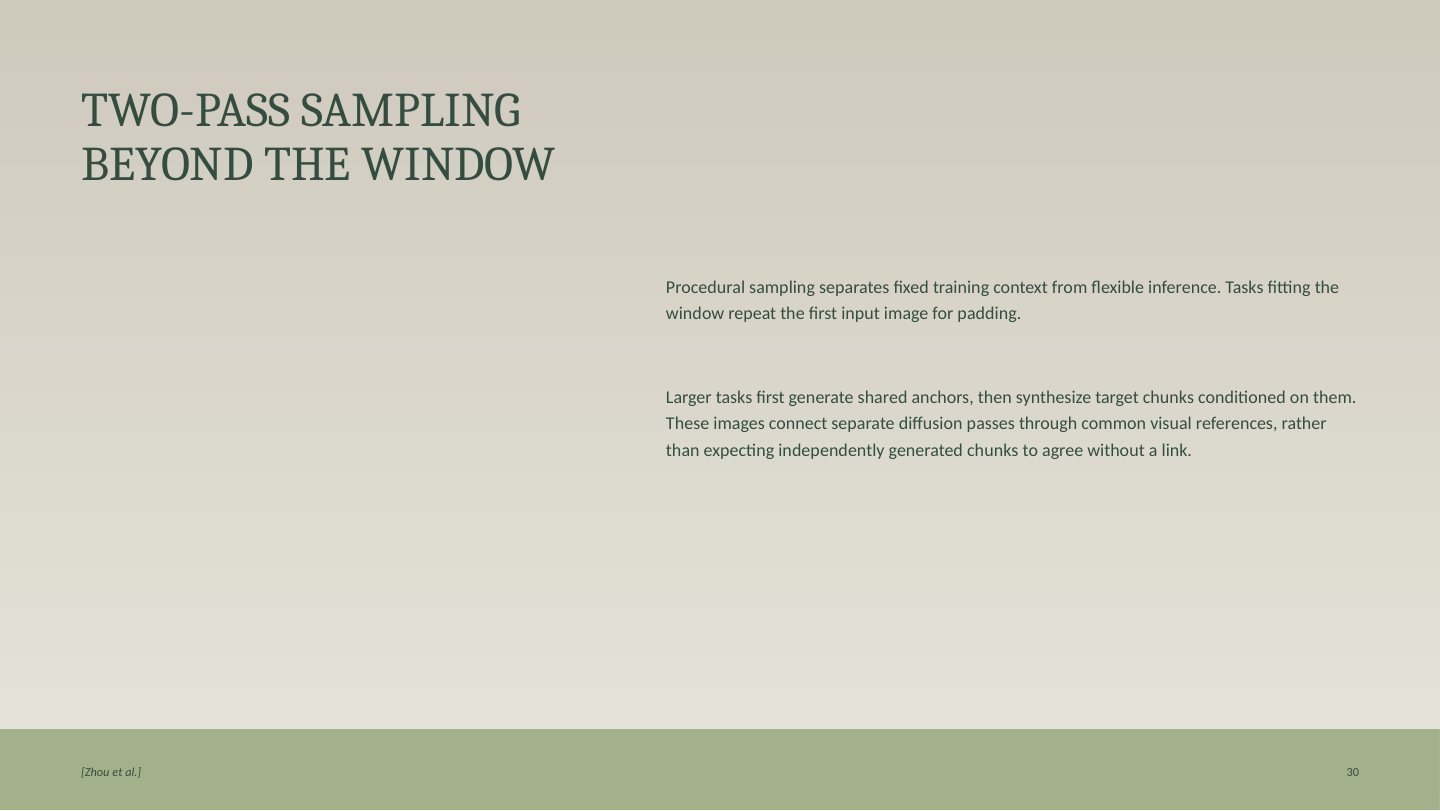 TWO-PASS SAMPLING
BEYOND THE WINDOW
Procedural sampling separates fixed training context from flexible inference. Tasks fitting the
window repeat the first input image for padding.
Larger tasks first generate shared anchors, then synthesize target chunks conditioned on them.
These images connect separate diffusion passes through common visual references, rather
than expecting independently generated chunks to agree without a link.
[Zhou et al.]
30